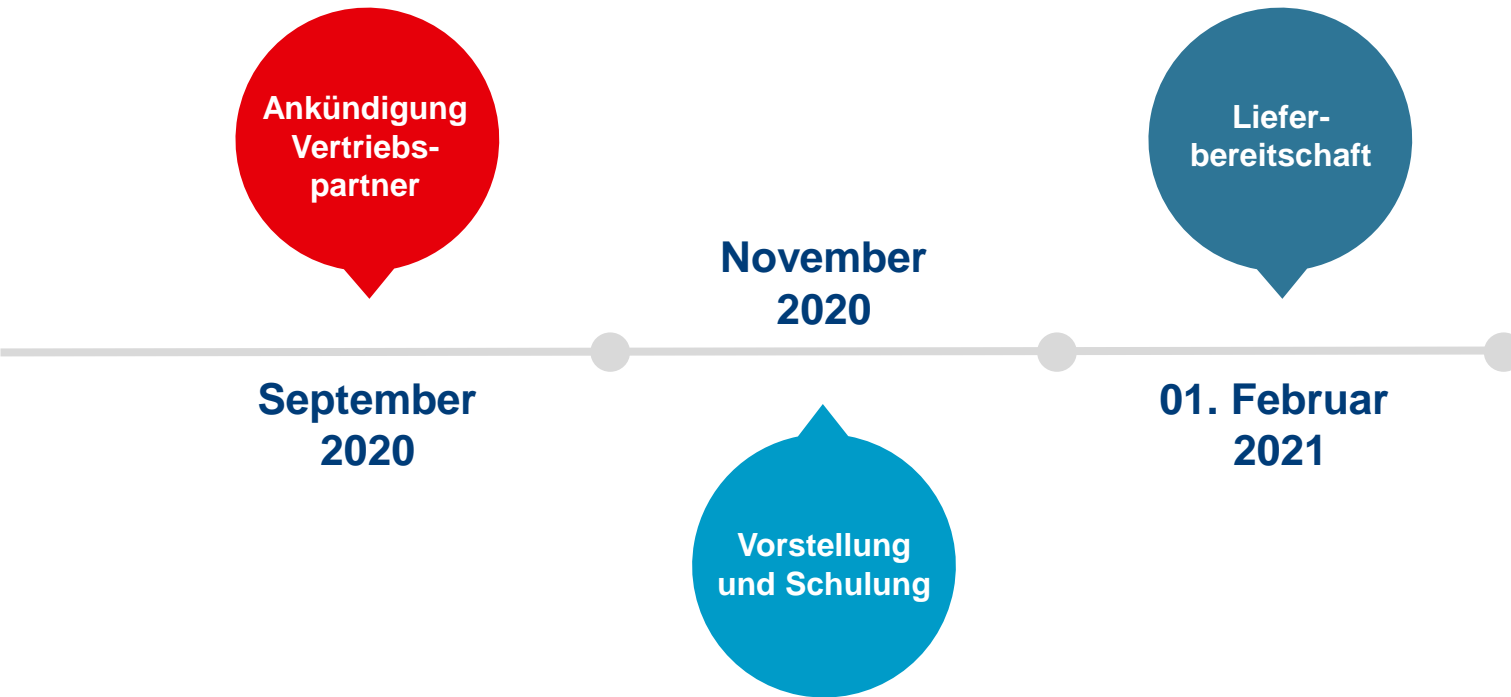 Ankündigung
Vertriebs-
partner
September
2020
November
2020
Vorstellung
und Schulung
Liefer-
bereitschaft
01. Februar
2021